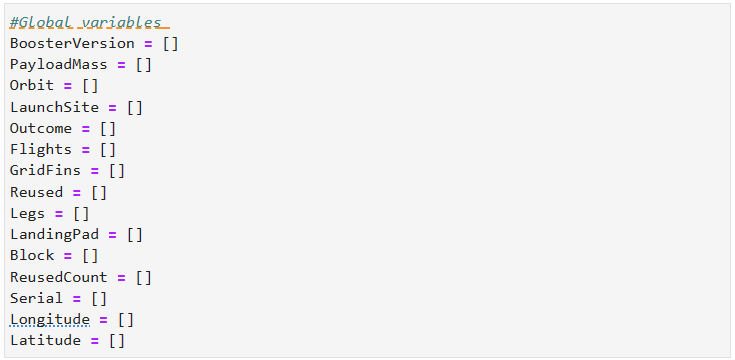 #Global variables
BoosterVersion = []
PayloadMass = []
Orbit = []
LaunchSite = []
Outcome = []
Flights = []
GridFins = []
Reused = []
Legs = []
LandingPad = []
Block = []
ReusedCount = []
Serial = []
Longitude = []
Latitude = []